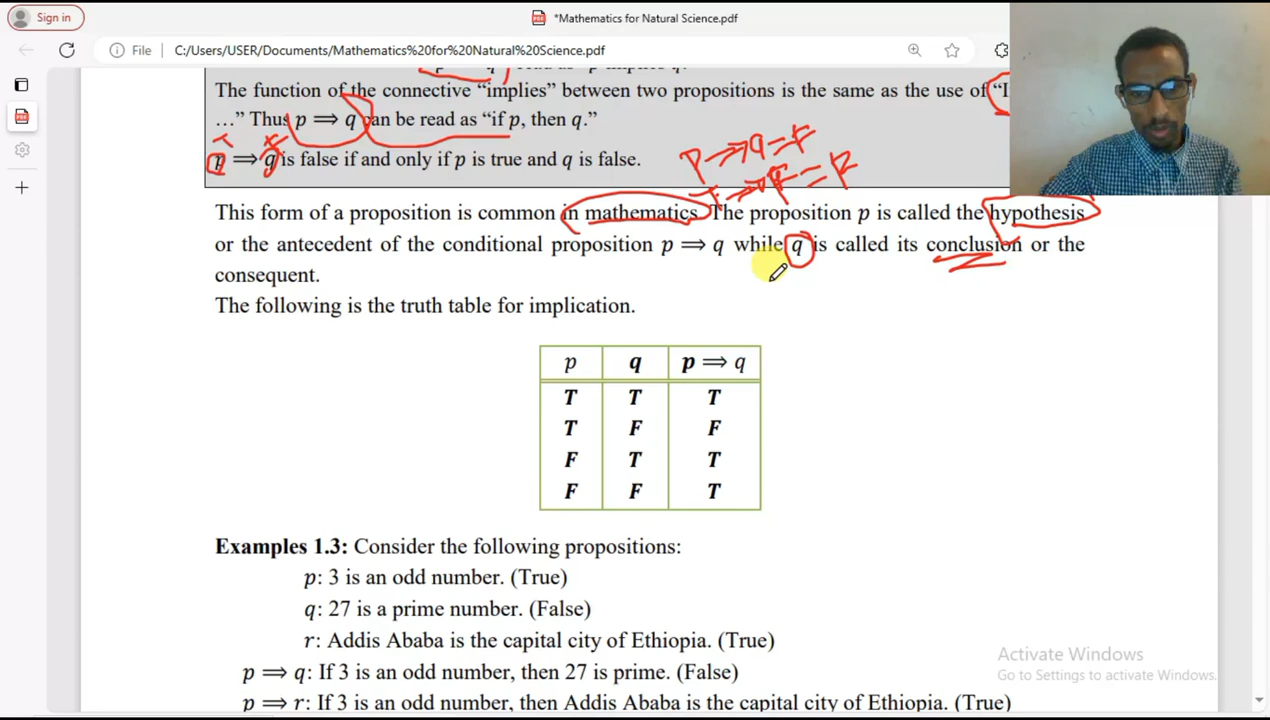 Sign in
*Mathematics for Natural Science.pdf
File C:/Users/USER/Documents/Mathematics%20for%20Natural%20Science.pdf
The function of the connective “implies” between two propositions is the same as the use of “I
…” Thus p ⟹ q can be read as “if p, then q.”
T F
p ⟹ q is false if and only if p is true and q is false.
P ⟹ q = F
T ⟹ F = F
This form of a proposition is common in mathematics. The proposition p is called the hypothesis
or the antecedent of the conditional proposition p ⟹ q while q is called its conclusion or the
consequent.
The following is the truth table for implication.
p q p ⟹ q
T T T
T F F
F T T
F F T
Examples 1.3: Consider the following propositions:
p: 3 is an odd number. (True)
q: 27 is a prime number. (False)
r: Addis Ababa is the capital city of Ethiopia. (True)
p ⟹ q: If 3 is an odd number, then 27 is prime. (False)
p ⟹ r: If 3 is an odd number, then Addis Ababa is the capital city of Ethiopia. (True)
Activate Windows
Go to Settings to activate Windows.